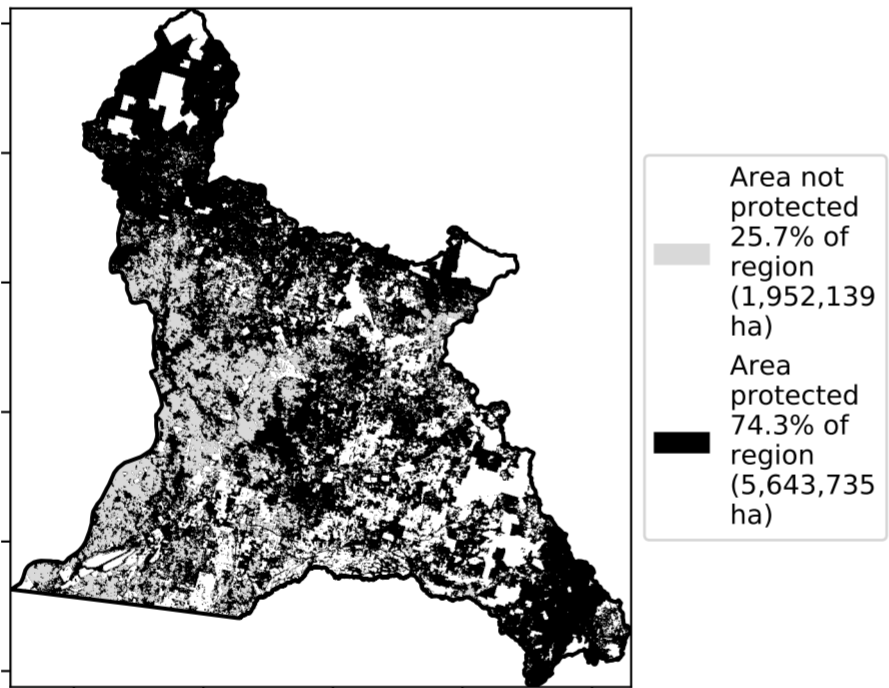 Area not
protected
25.7% of
region
(1,952,139
ha)
Area
protected
74.3% of
region
(5,643,735
ha)